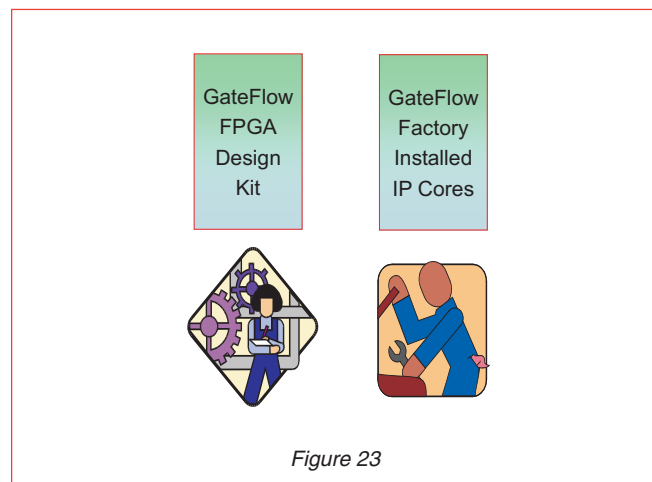 GateFlow
FPGA
Design
Kit
GateFlow
Factory
Installed
IP Cores
Figure 23